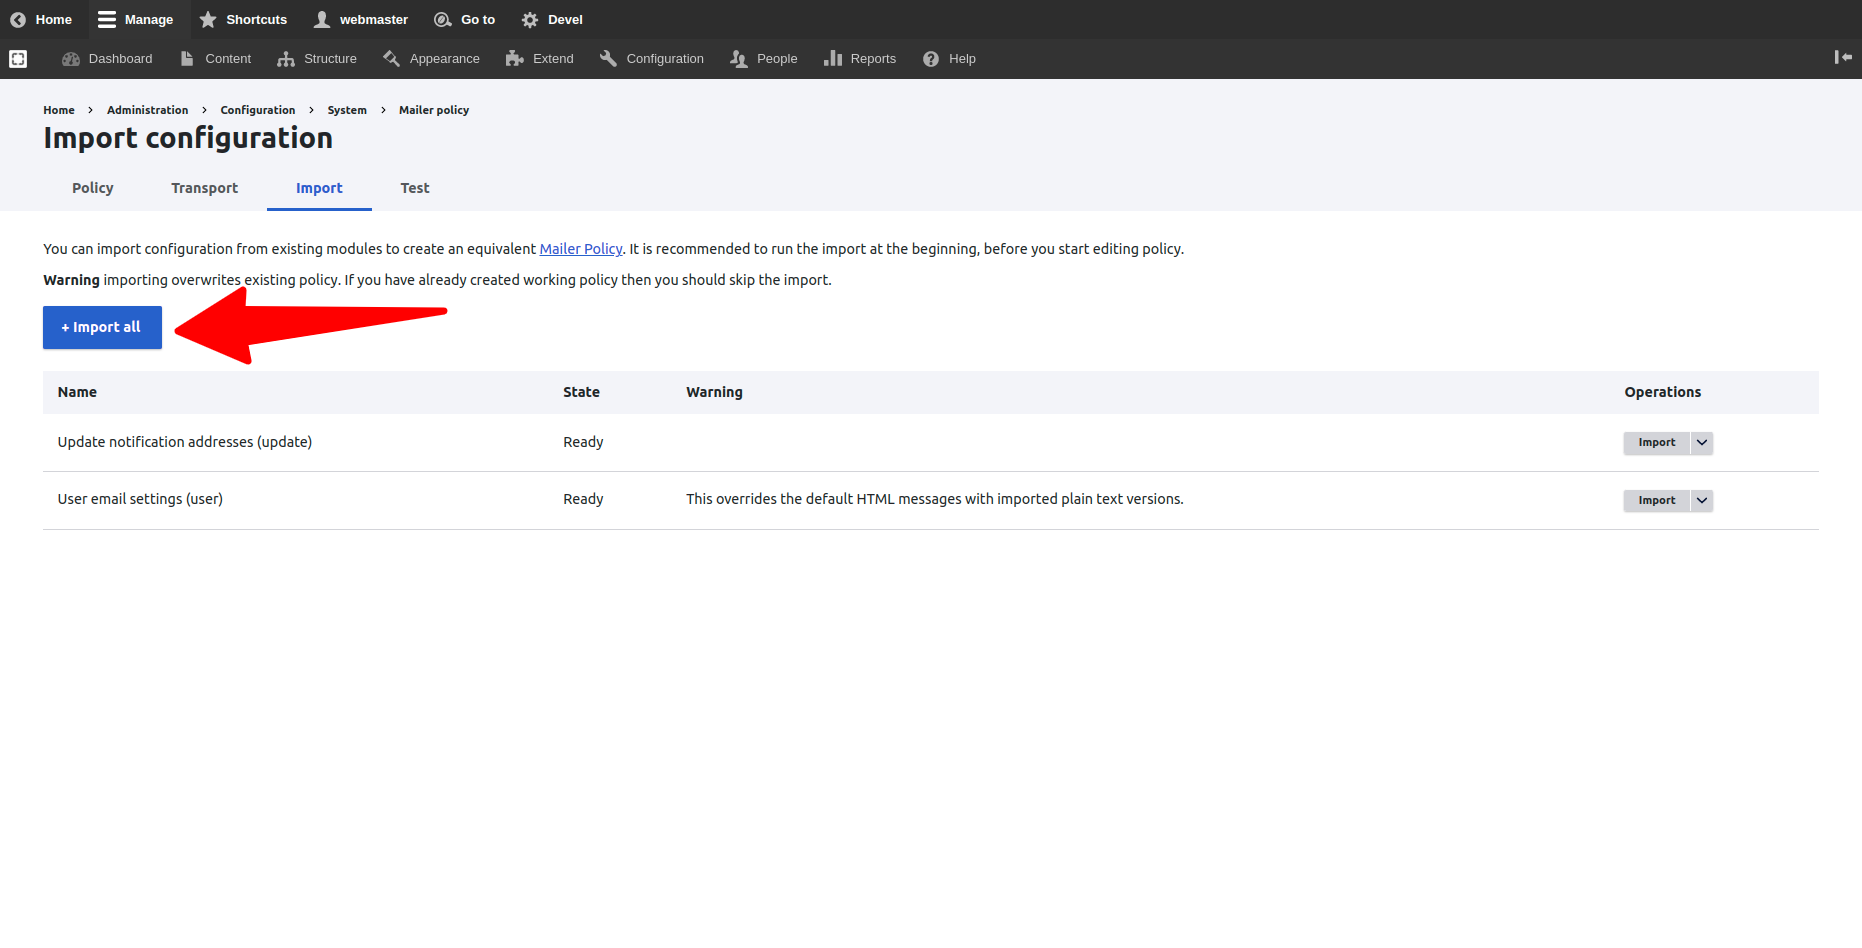 Home Manage Shortcuts webmaster Go to Devel
Dashboard Content Structure Appearance Extend Configuration People Reports Help
Home > Administration > Configuration > System > Mailer policy
Import configuration
Policy Transport Import Test
You can import configuration from existing modules to create an equivalent Mailer Policy. It is recommended to run the import at the beginning, before you start editing policy.
Warning importing overwrites existing policy. If you have already created working policy then you should skip the import.
+ Import all
Name State Warning Operations
Update notification addresses (update) Ready Import
User email settings (user) Ready This overrides the default HTML messages with imported plain text versions. Import